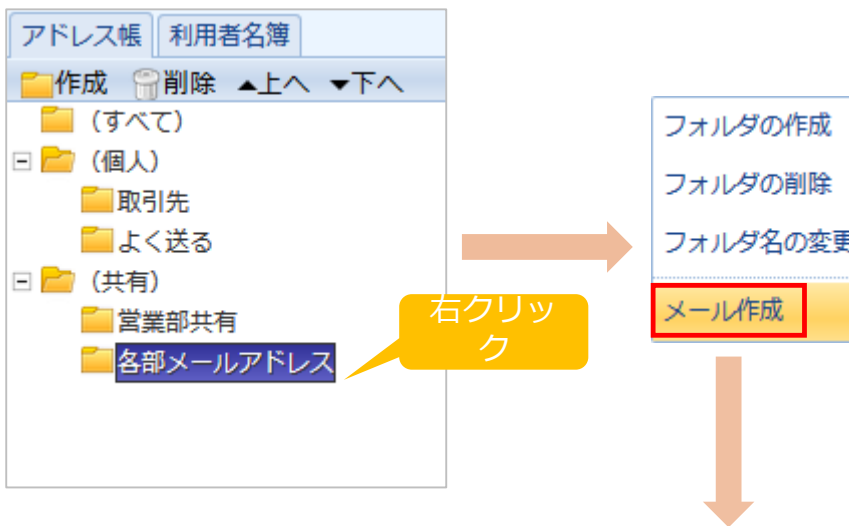 アドレス帳 利用者名簿
作成 削除 ▲上へ ▼下へ
(すべて)
(個人)
取引先
よく送る
(共有)
営業部共有
各部メールアドレス
右クリッ
ク
フォルダの作成
フォルダの削除
フォルダ名の変更
メール作成